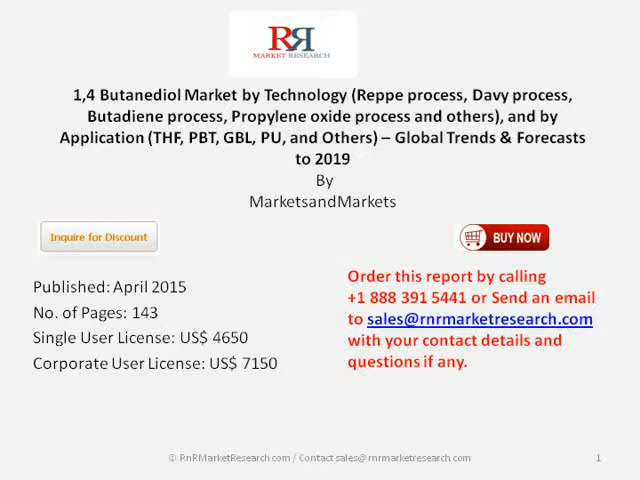 RR
MARKET RESEARCH
1,4 Butanediol Market by Technology (Reppe process, Davy process,
Butadiene process, Propylene oxide process and others), and by
Application (THF, PBT, GBL, PU, and Others) – Global Trends & Forecasts
to 2019
By
MarketsandMarkets
Inquire for Discount
BUY NOW
Published: April 2015
No. of Pages: 143
Single User License: US$ 4650
Corporate User License: US$ 7150
Order this report by calling
+1 888 391 5441 or Send an email
to sales@rnrmarketresearch.com
with your contact details and
questions if any.
© RnRMarketResearch.com / Contact sales@rnrmarketresearch.com
1